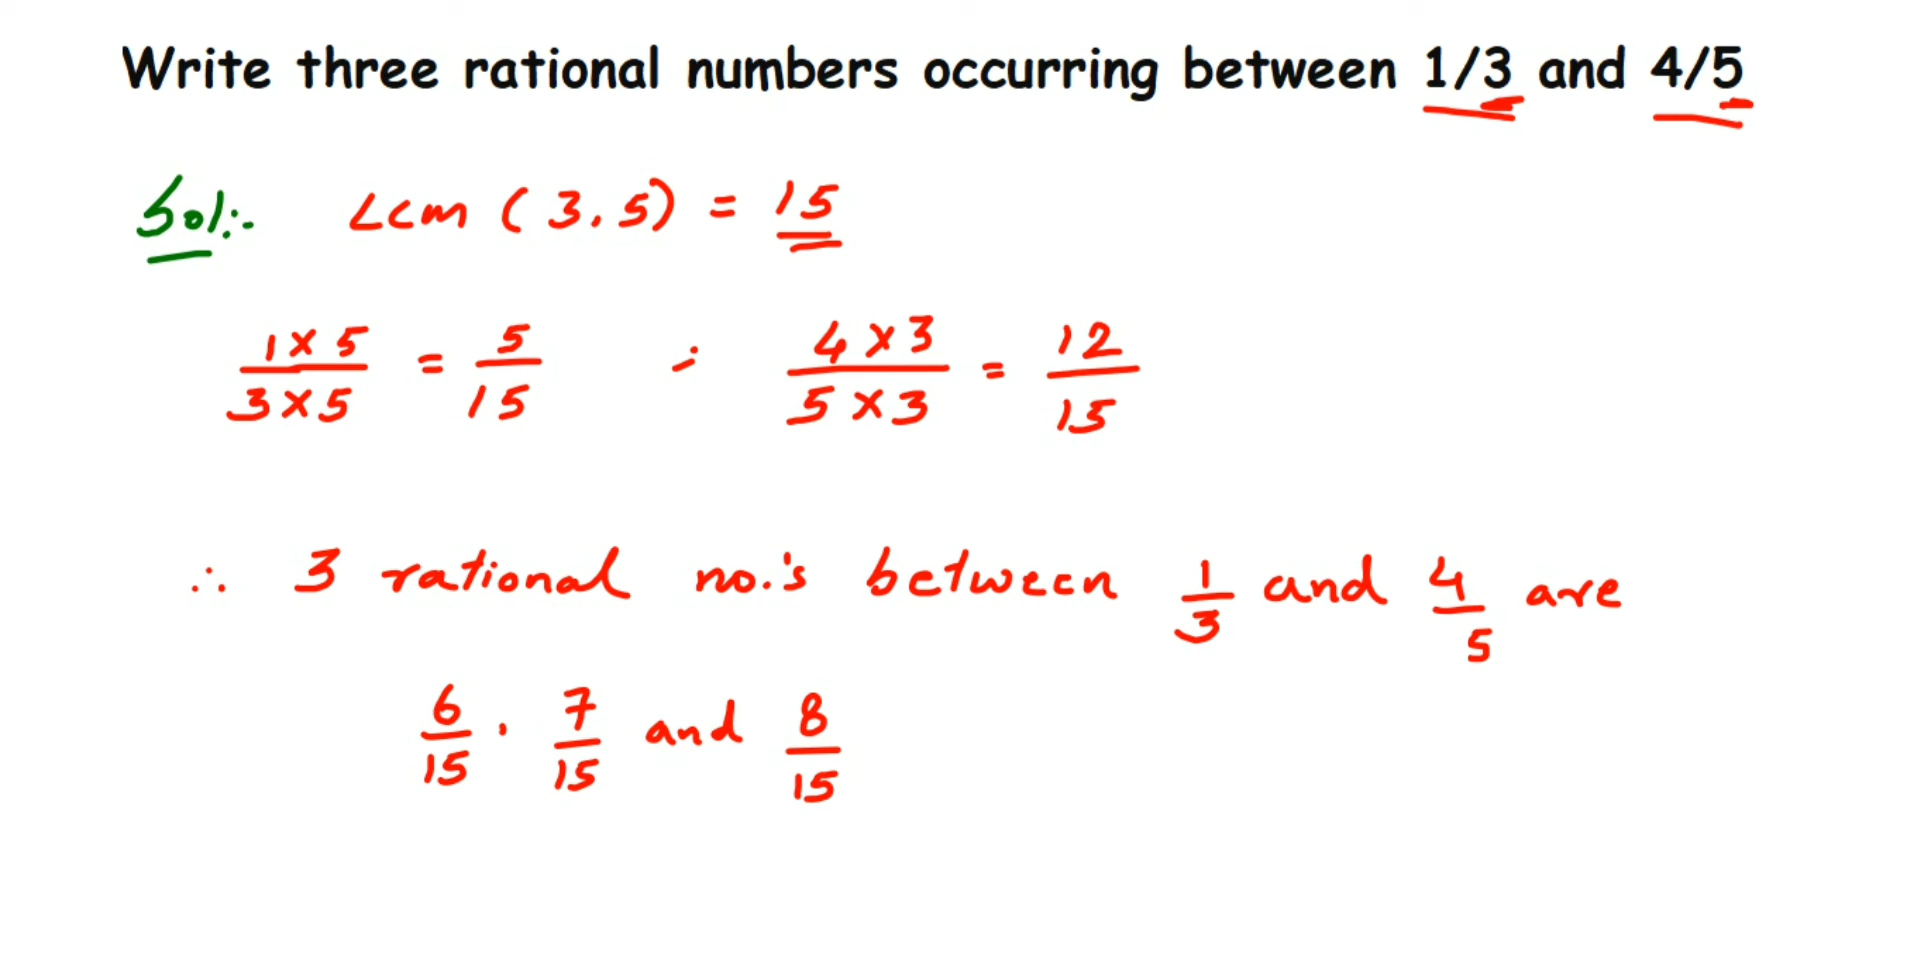 Write three rational numbers occurring between 1/3 and 4/5
Sol:- Lcm (3, 5) = 15
1 × 5 / 3 × 5 = 5 / 15 ; 4 × 3 / 5 × 3 = 12 / 15
∴ 3 rational no.'s between 1/3 and 4/5 are
6/15, 7/15 and 8/15